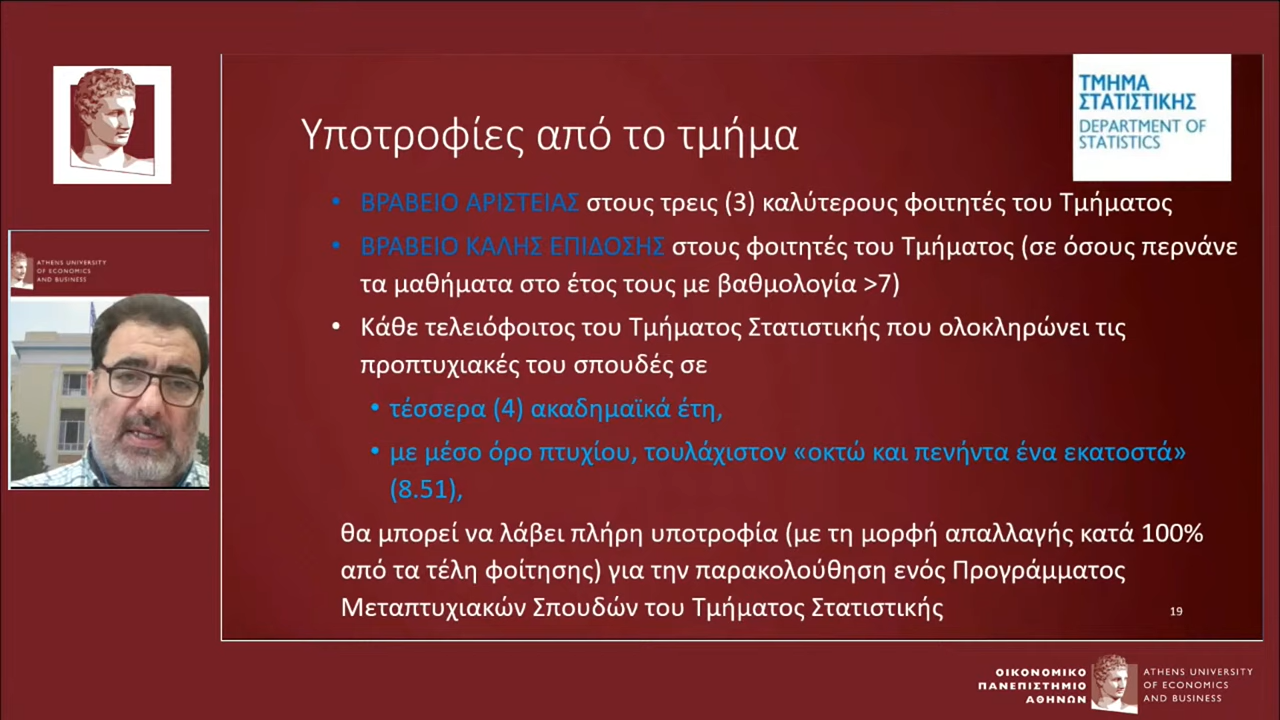 ΤΜΗΜΑ
ΣΤΑΤΙΣΤΙΚΗΣ
DEPARTMENT OF
STATISTICS
Υποτροφίες από το τμήμα
• ΒΡΑΒΕΙΟ ΑΡΙΣΤΕΙΑΣ στους τρεις (3) καλύτερους φοιτητές του Τμήματος
• ΒΡΑΒΕΙΟ ΚΑΛΗΣ ΕΠΙΔΟΣΗΣ στους φοιτητές του Τμήματος (σε όσους περνάνε
τα μαθήματα στο έτος τους με βαθμολογία >7)
• Κάθε τελειόφοιτος του Τμήματος Στατιστικής που ολοκληρώνει τις
προπτυχιακές του σπουδές σε
• τέσσερα (4) ακαδημαϊκά έτη,
• με μέσο όρο πτυχίου, τουλάχιστον «οκτώ και πενήντα ένα εκατοστά»
(8.51),
θα μπορεί να λάβει πλήρη υποτροφία (με τη μορφή απαλλαγής κατά 100%
από τα τέλη φοίτησης) για την παρακολούθηση ενός Προγράμματος
Μεταπτυχιακών Σπουδών του Τμήματος Στατιστικής
19
ATHENS UNIVERSITY
OF ECONOMICS
AND BUSINESS
ΟΙΚΟΝΟΜΙΚΟ
ΠΑΝΕΠΙΣΤΗΜΙΟ
ΑΘΗΝΩΝ
ATHENS UNIVERSITY
OF ECONOMICS
AND BUSINESS